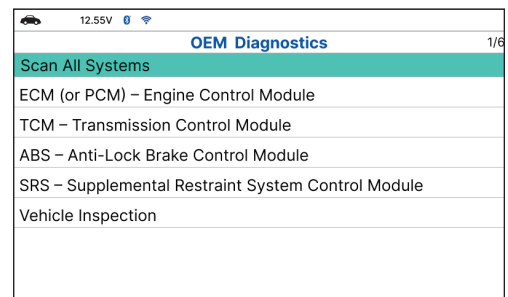 12.55V
OEM Diagnostics 1/6
Scan All Systems
ECM (or PCM) – Engine Control Module
TCM – Transmission Control Module
ABS – Anti-Lock Brake Control Module
SRS – Supplemental Restraint System Control Module
Vehicle Inspection